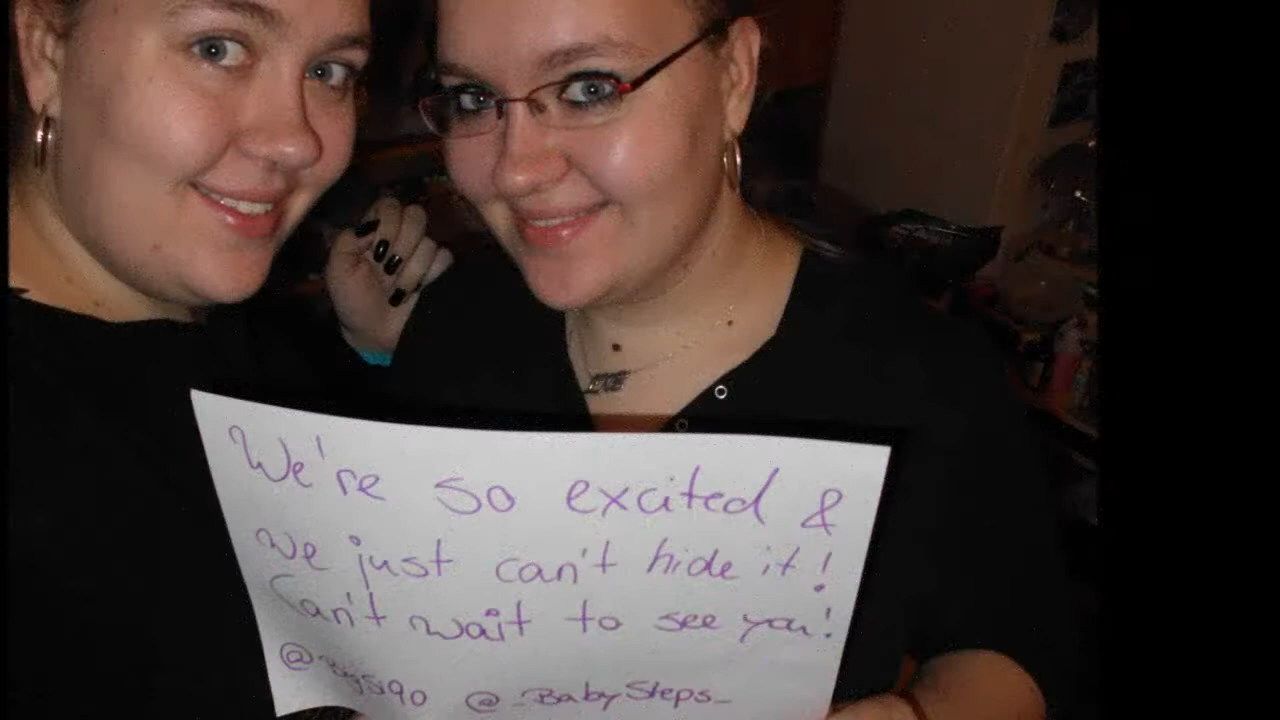 We're so excited &
we just can't hide it!
Can't wait to see you!
@_BabySteps_